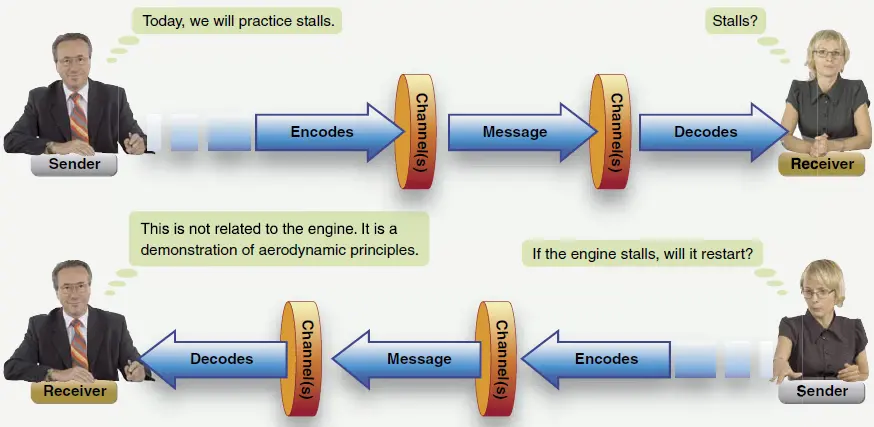 Today, we will practice stalls.
Stalls?
Encodes
Channel(s)
Message
Channel(s)
Decodes
Sender
Receiver
This is not related to the engine. It is a
demonstration of aerodynamic principles.
If the engine stalls, will it restart?
Decodes
Channel(s)
Message
Channel(s)
Encodes
Receiver
Sender